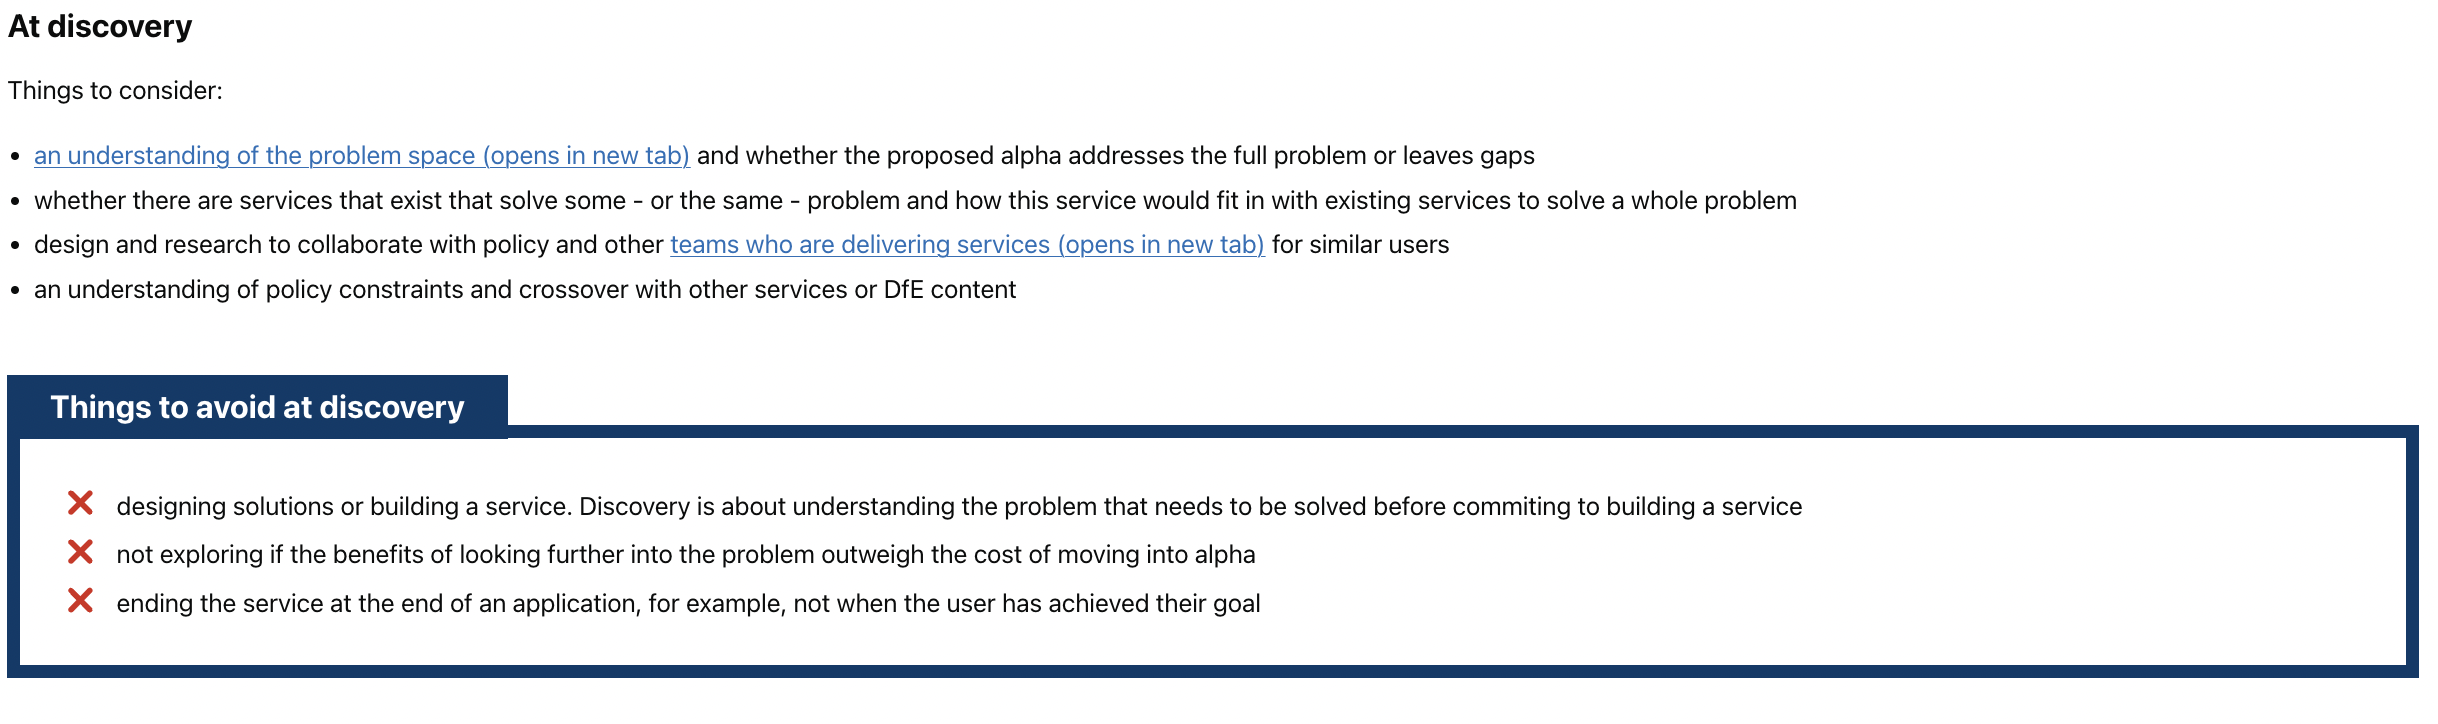 At discovery
Things to consider:
• an understanding of the problem space (opens in new tab) and whether the proposed alpha addresses the full problem or leaves gaps
• whether there are services that exist that solve some - or the same - problem and how this service would fit in with existing services to solve a whole problem
• design and research to collaborate with policy and other teams who are delivering services (opens in new tab) for similar users
• an understanding of policy constraints and crossover with other services or DfE content
Things to avoid at discovery
designing solutions or building a service. Discovery is about understanding the problem that needs to be solved before commiting to building a service
not exploring if the benefits of looking further into the problem outweigh the cost of moving into alpha
ending the service at the end of an application, for example, not when the user has achieved their goal